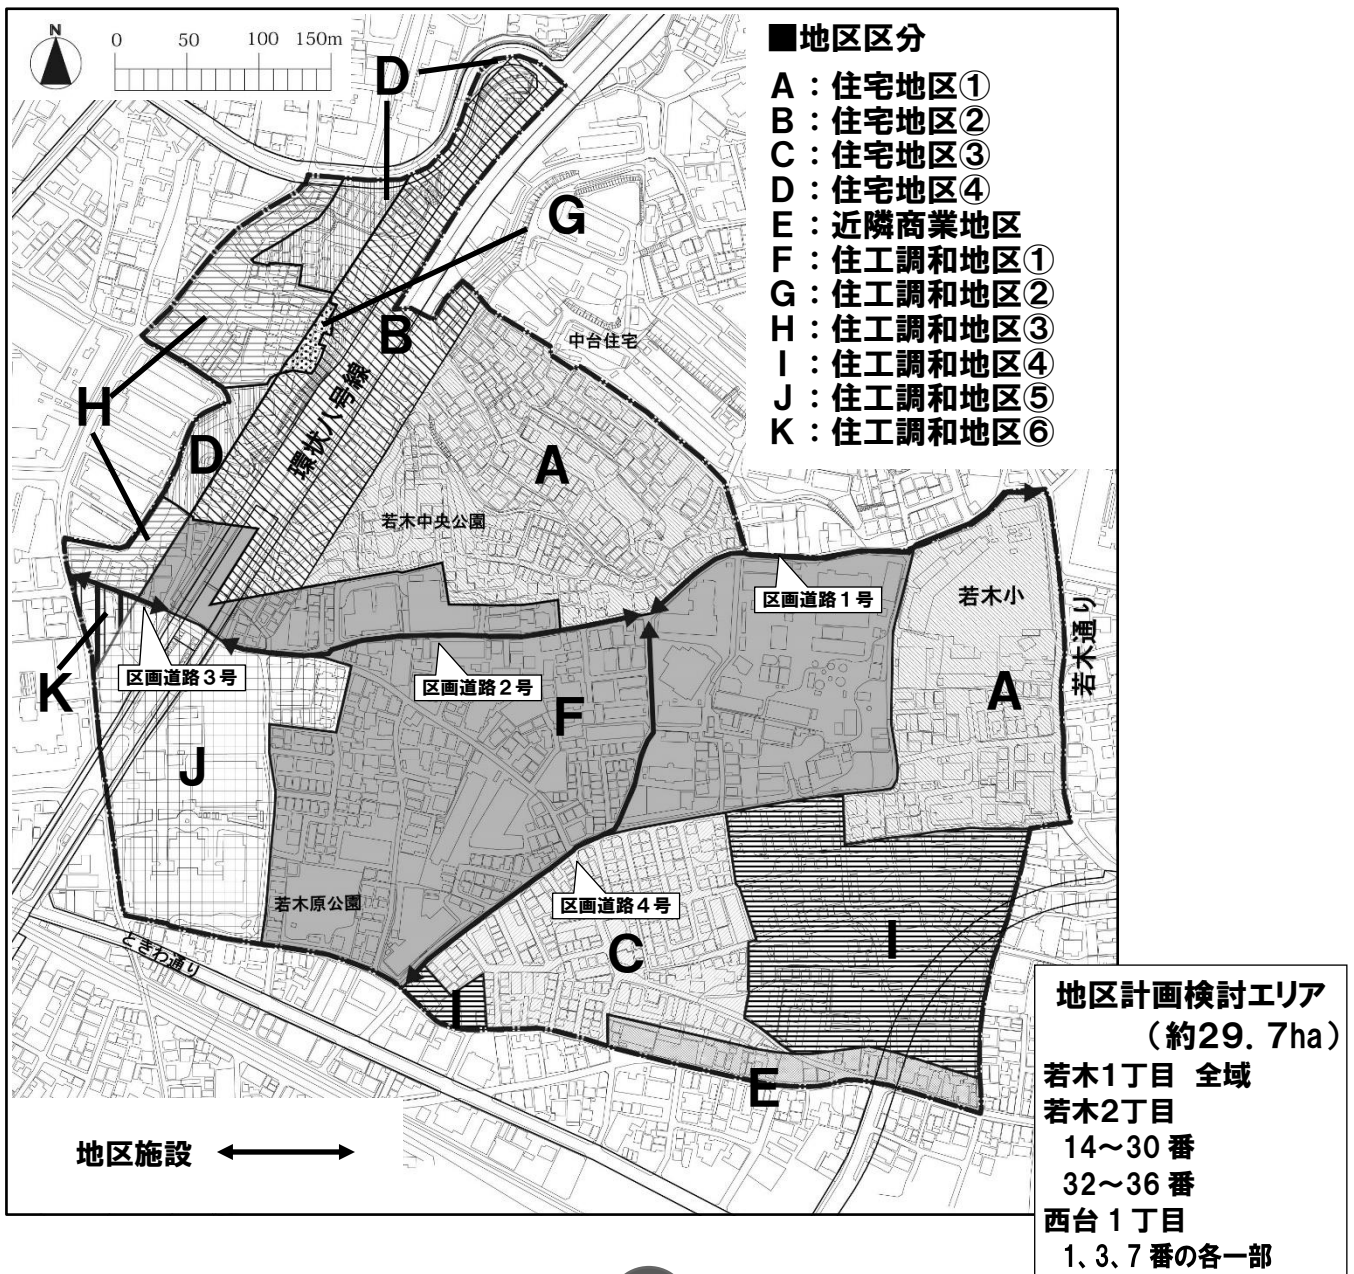 N
0 50 100 150m
■地区区分
A：住宅地区①
B：住宅地区②
C：住宅地区③
D：住宅地区④
E：近隣商業地区
F：住工調和地区①
G：住工調和地区②
H：住工調和地区③
I：住工調和地区④
J：住工調和地区⑤
K：住工調和地区⑥
D
G
B
中台住宅
環状八号線
H
D
A
若木中央公園
区画道路１号
若木小
若木通り
区画道路３号
K
区画道路２号
F
A
J
若木原公園
区画道路４号
C
I
ときわ通り
I
E
地区施設
地区計画検討エリア
（約29.7ha）
若木1丁目 全域
若木2丁目
14～30 番
32～36 番
西台 1 丁目
1、3、7 番の各一部